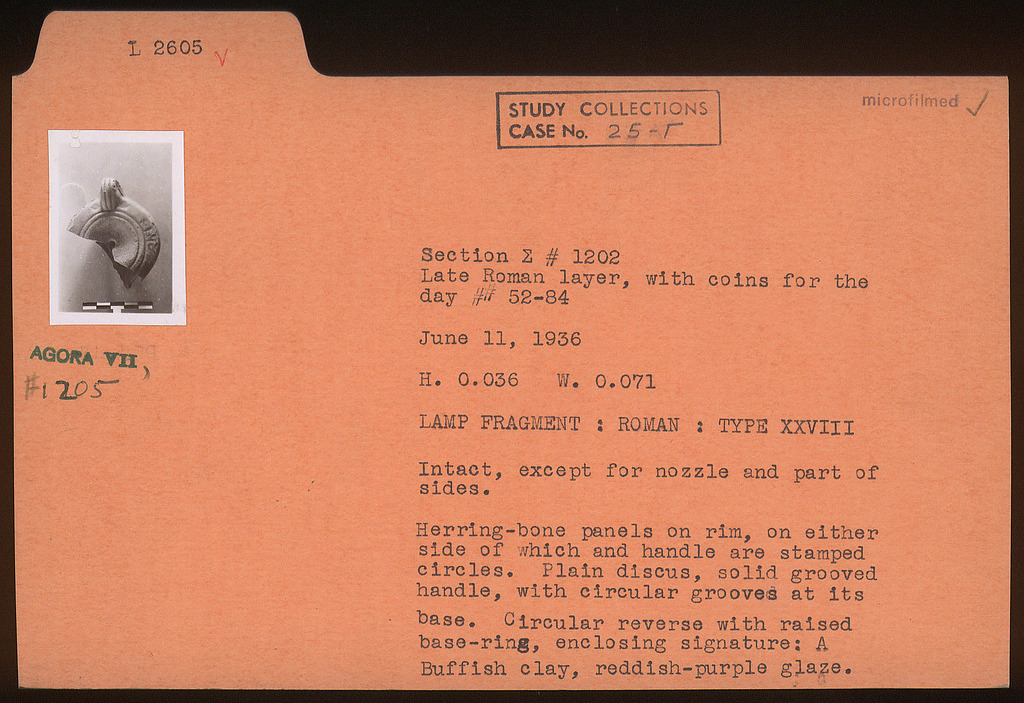 L 2605 √
microfilmed ✓
STUDY COLLECTIONS
CASE No. 25-Γ
AGORA VII,
#1205
Section Σ # 1202
Late Roman layer, with coins for the
day ## 52-84
June 11, 1936
H. 0.036 W. 0.071
LAMP FRAGMENT : ROMAN : TYPE XXVIII
Intact, except for nozzle and part of
sides.
Herring-bone panels on rim, on either
side of which and handle are stamped
circles. Plain discus, solid grooved
handle, with circular grooves at its
base. Circular reverse with raised
base-ring, enclosing signature: A
Buffish clay, reddish-purple glaze.